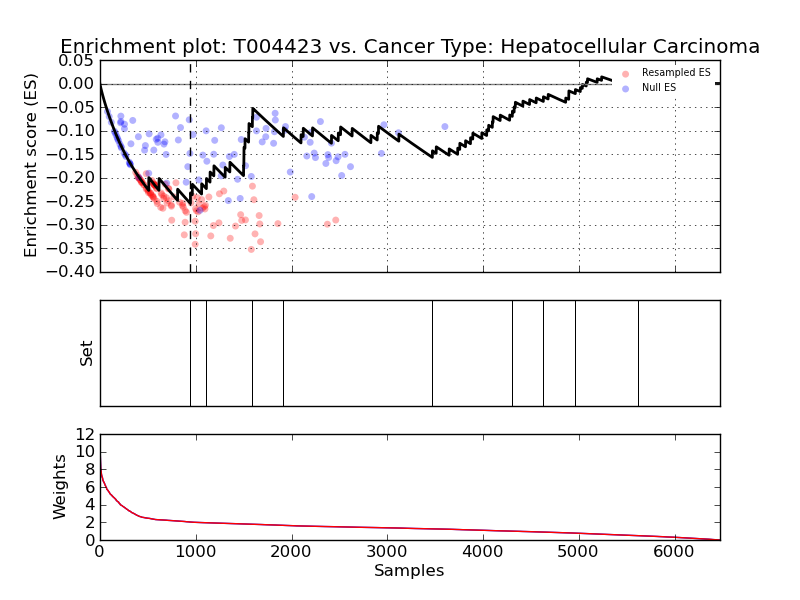 Enrichment plot: T004423 vs. Cancer Type: Hepatocellular Carcinoma
Enrichment score (ES)
0.05
0.00
−0.05
−0.10
−0.15
−0.20
−0.25
−0.30
−0.35
−0.40
Resampled ES
Null ES
Set
Weights
12
10
8
6
4
2
0
0 1000 2000 3000 4000 5000 6000
Samples